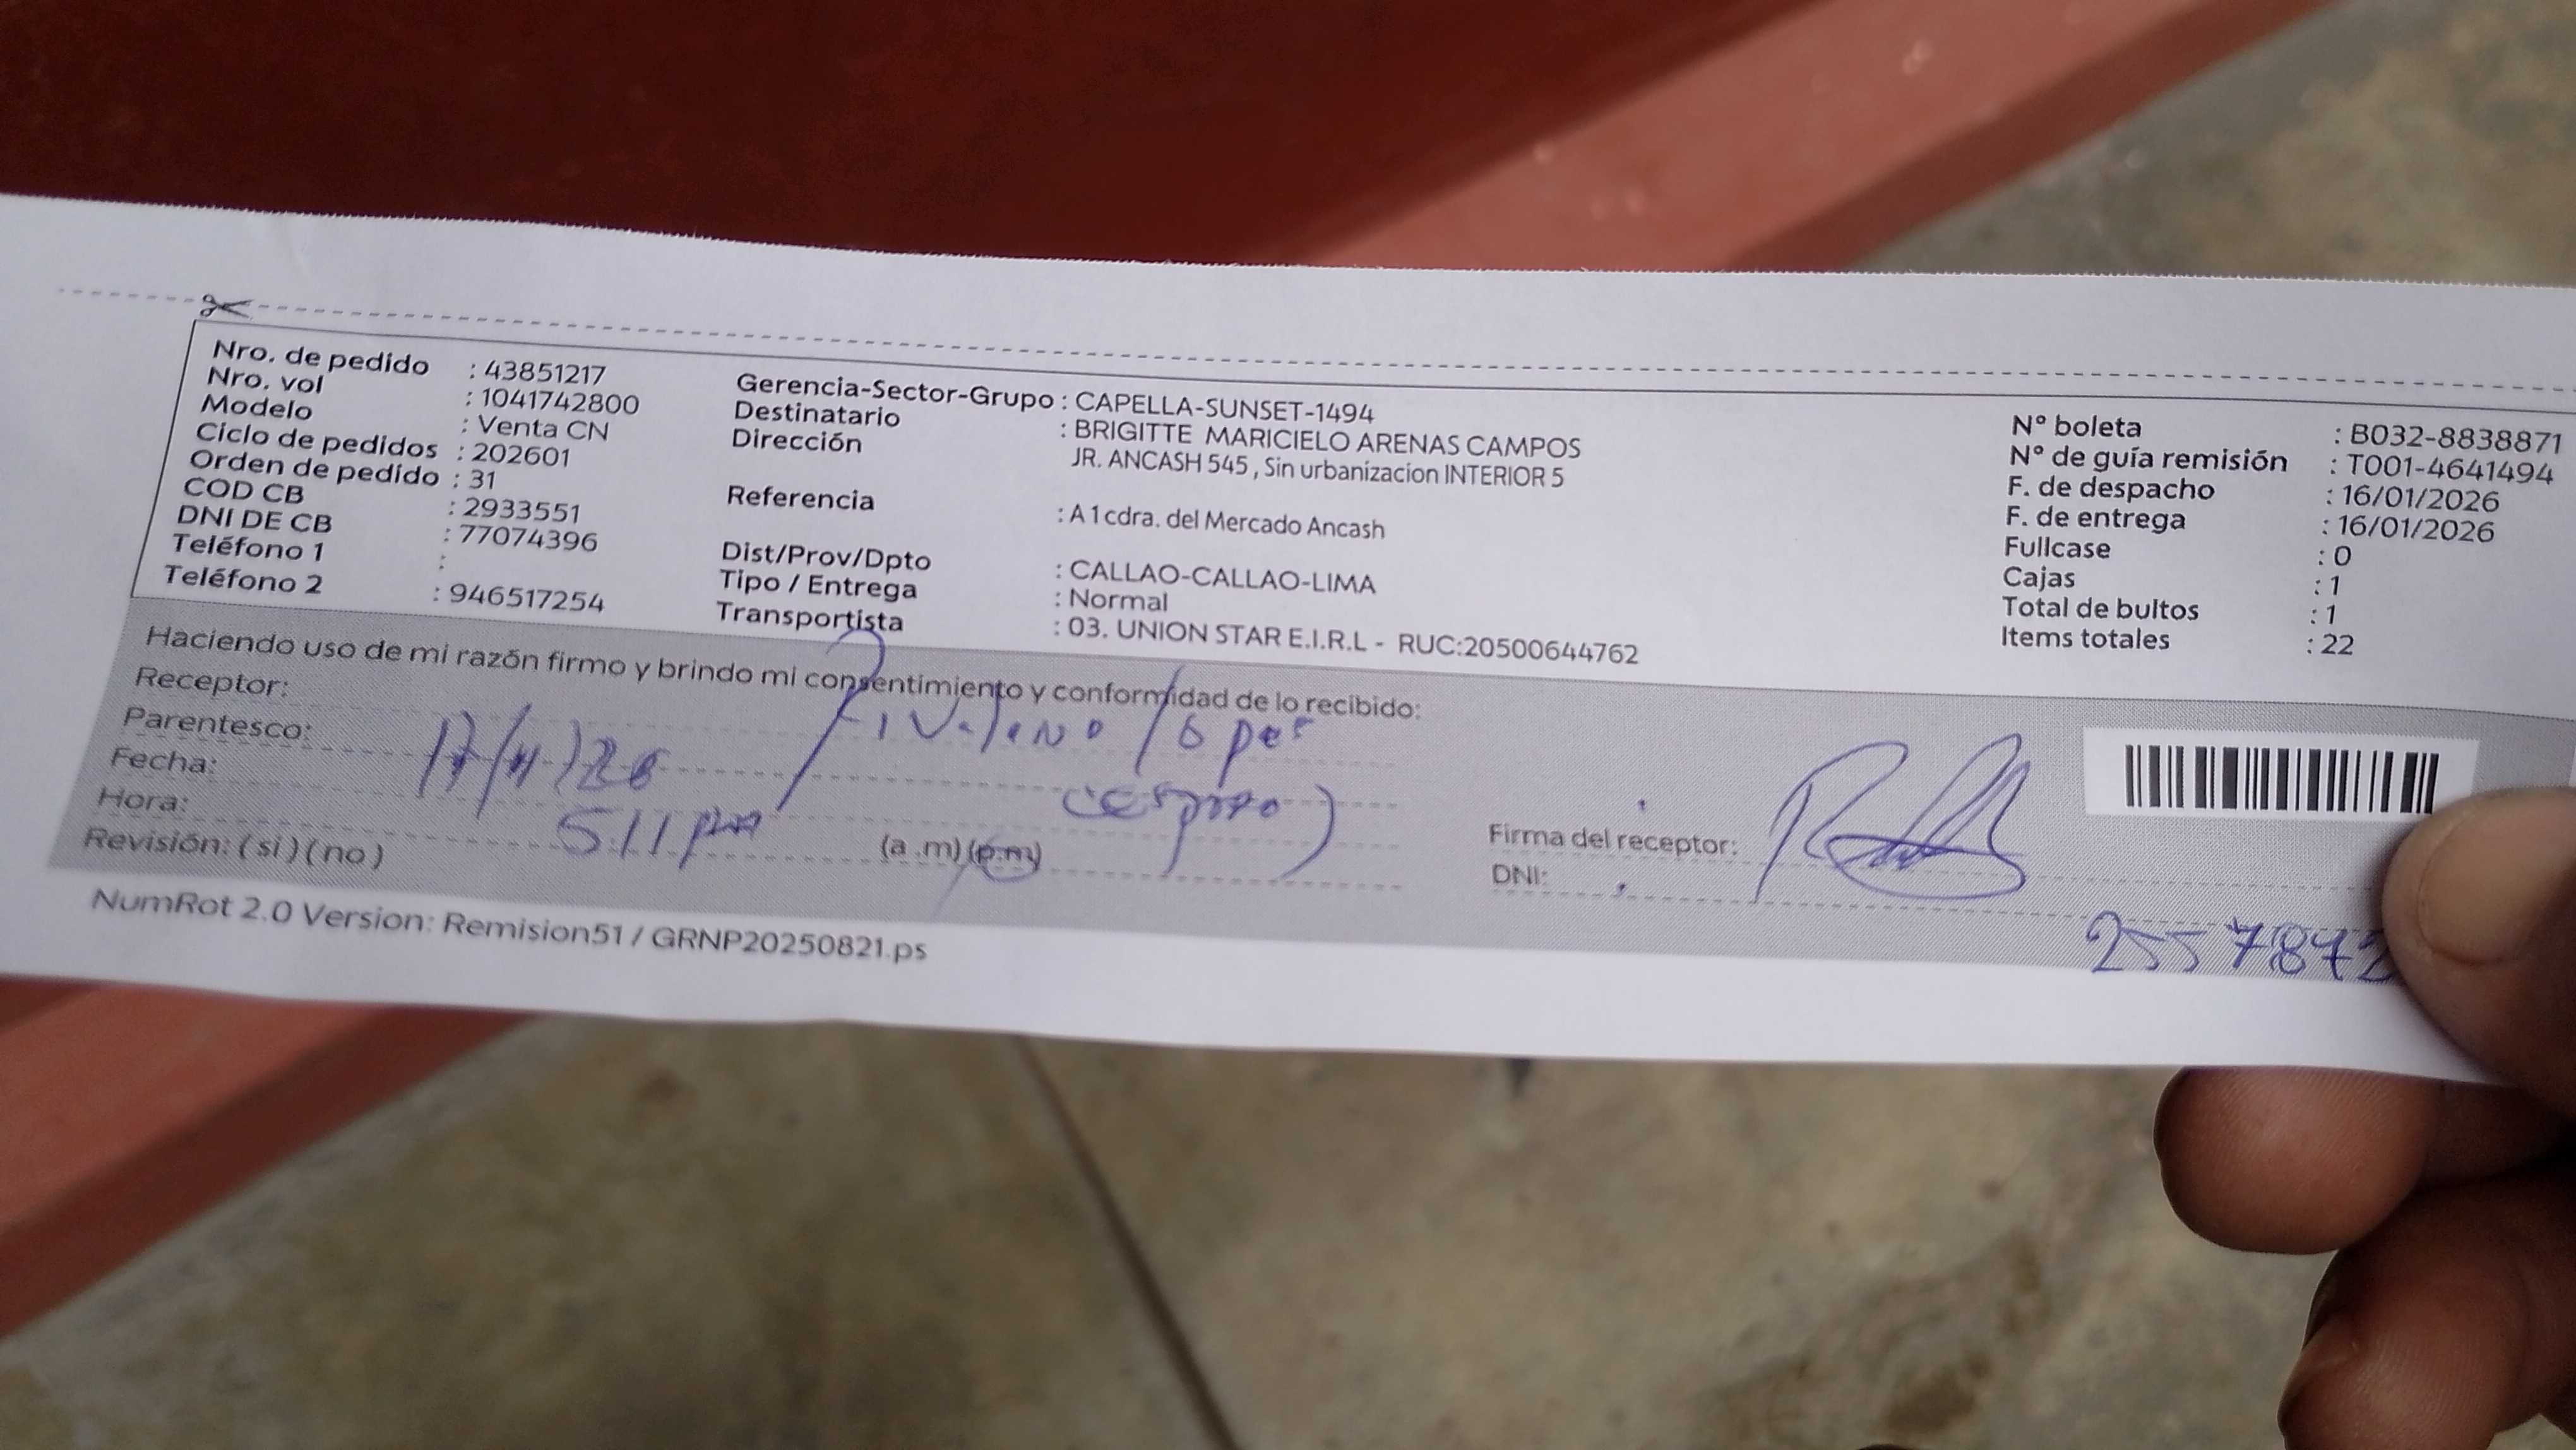 Nro. de pedido : 43851217
Nro. vol : 1041742800
Modelo : Venta CN
Ciclo de pedidos : 202601
Orden de pedido : 31
COD CB : 2933551
DNI DE CB : 77074396
Teléfono 1 :
Teléfono 2 : 946517254
Gerencia-Sector-Grupo : CAPELLA-SUNSET-1494
Destinatario : BRIGITTE MARICIELO ARENAS CAMPOS
Dirección JR. ANCASH 545 , Sin urbanizacion INTERIOR 5
Referencia : A 1 cdra. del Mercado Ancash
Dist/Prov/Dpto : CALLAO-CALLAO-LIMA
Tipo / Entrega : Normal
Transportista : 03. UNION STAR E.I.R.L - RUC:20500644762
N° boleta : B032-8838871
N° de guía remisión : T001-4641494
F. de despacho : 16/01/2026
F. de entrega : 16/01/2026
Fullcase : 0
Cajas : 1
Total de bultos : 1
Items totales : 22
Haciendo uso de mi razón firmo y brindo mi consentimiento y conformidad de lo recibido:
Receptor:
Parentesco:
Fecha:
Hora: 5:11 pm (a .m) (p.m)
Revisión: ( si ) ( no )
Firma del receptor:
DNI: 2557872
NumRot 2.0 Version: Remision51 / GRNP20250821.ps